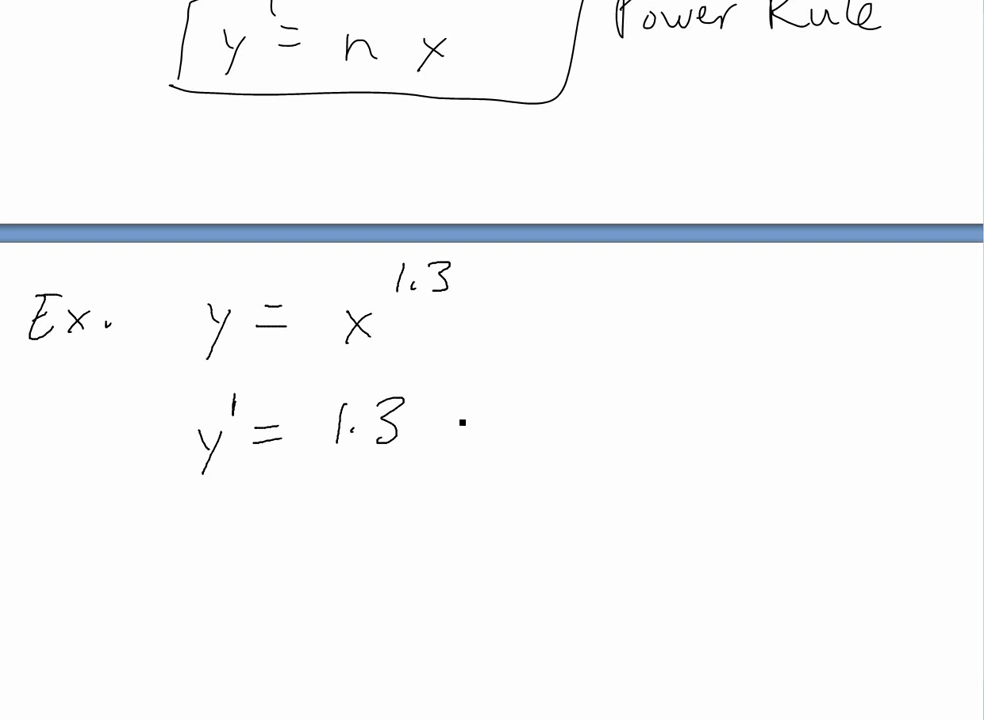 y' = n x
Power Rule
Ex. y = x^1.3
y' = 1.3